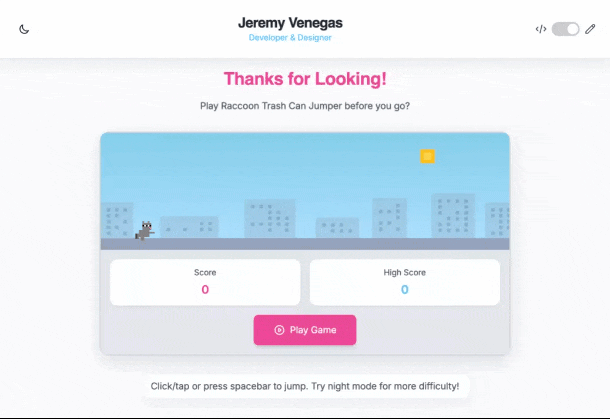 Jeremy Venegas
Developer & Designer
</>
Thanks for Looking!
Play Raccoon Trash Can Jumper before you go?
Score
0
High Score
0
Play Game
Click/tap or press spacebar to jump. Try night mode for more difficulty!